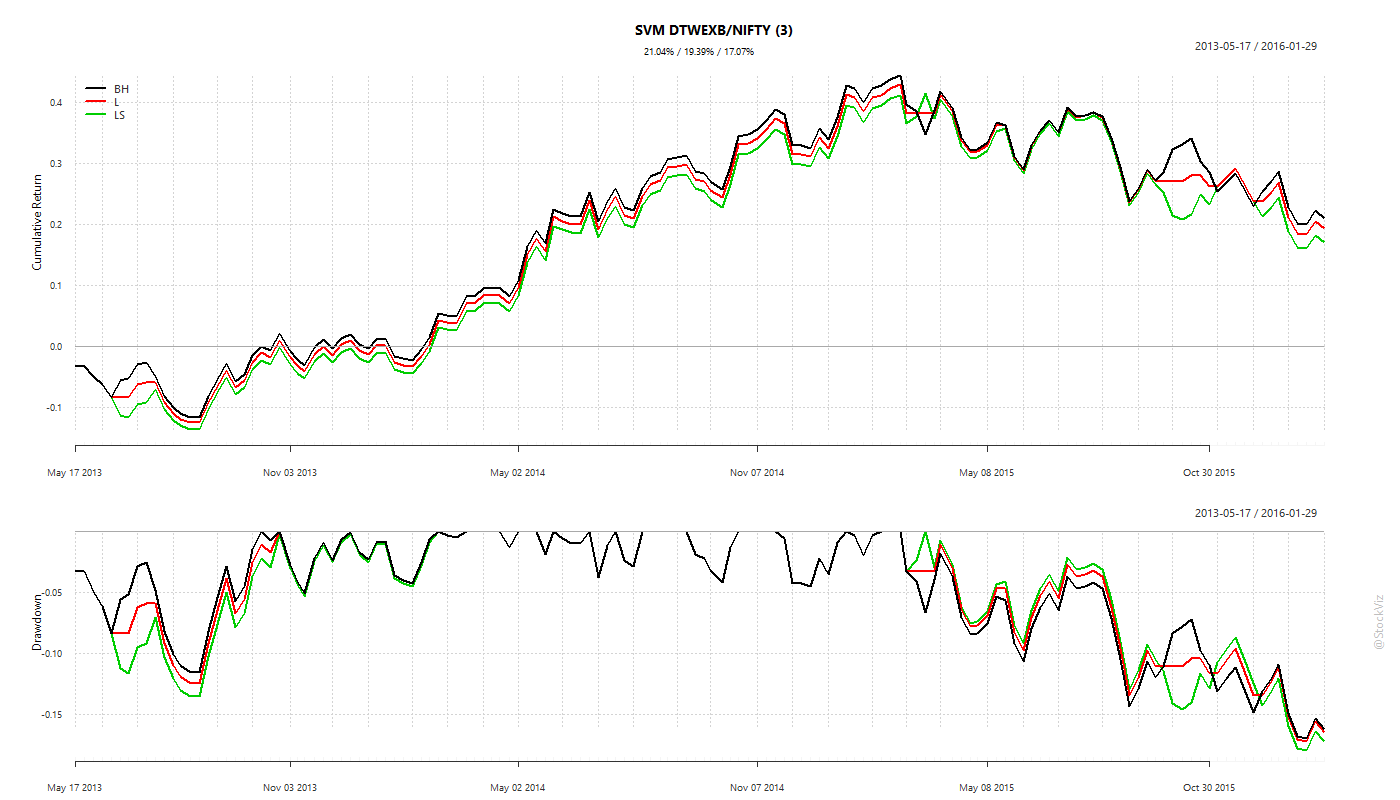 SVM DTWEXB/NIFTY (3)
21.04% / 19.39% / 17.07%
2013-05-17 / 2016-01-29
BH
L
LS
Cumulative Return
0.4
0.3
0.2
0.1
0.0
-0.1
May 17 2013
Nov 03 2013
May 02 2014
Nov 07 2014
May 08 2015
Oct 30 2015
2013-05-17 / 2016-01-29
Drawdown
-0.05
-0.10
-0.15
May 17 2013
Nov 03 2013
May 02 2014
Nov 07 2014
May 08 2015
Oct 30 2015
@StockViz